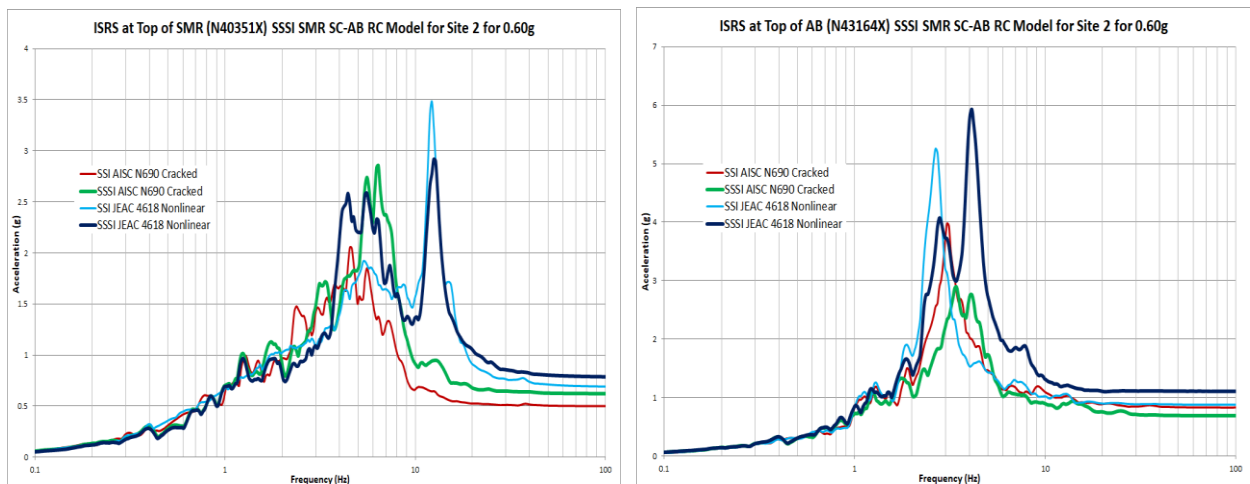 ISRS at Top of SMR (N40351X) SSSI SMR SC-AB RC Model for Site 2 for 0.60g
4
3.5
3
2.5
2
1.5
1
0.5
0
Acceleration (g)
SSI AISC N690 Cracked
SSSI AISC N690 Cracked
SSI JEAC 4618 Nonlinear
SSSI JEAC 4618 Nonlinear
0.1 1 10 100
Frequency (Hz)
ISRS at Top of AB (N43164X) SSSI SMR SC-AB RC Model for Site 2 for 0.60g
7
6
5
4
3
2
1
0
Acceleration (g)
SSI AISC N690 Cracked
SSSI AISC N690 Cracked
SSI JEAC 4618 Nonlinear
SSSI JEAC 4618 Nonlinear
0.1 1 10 100
Frequency (Hz)